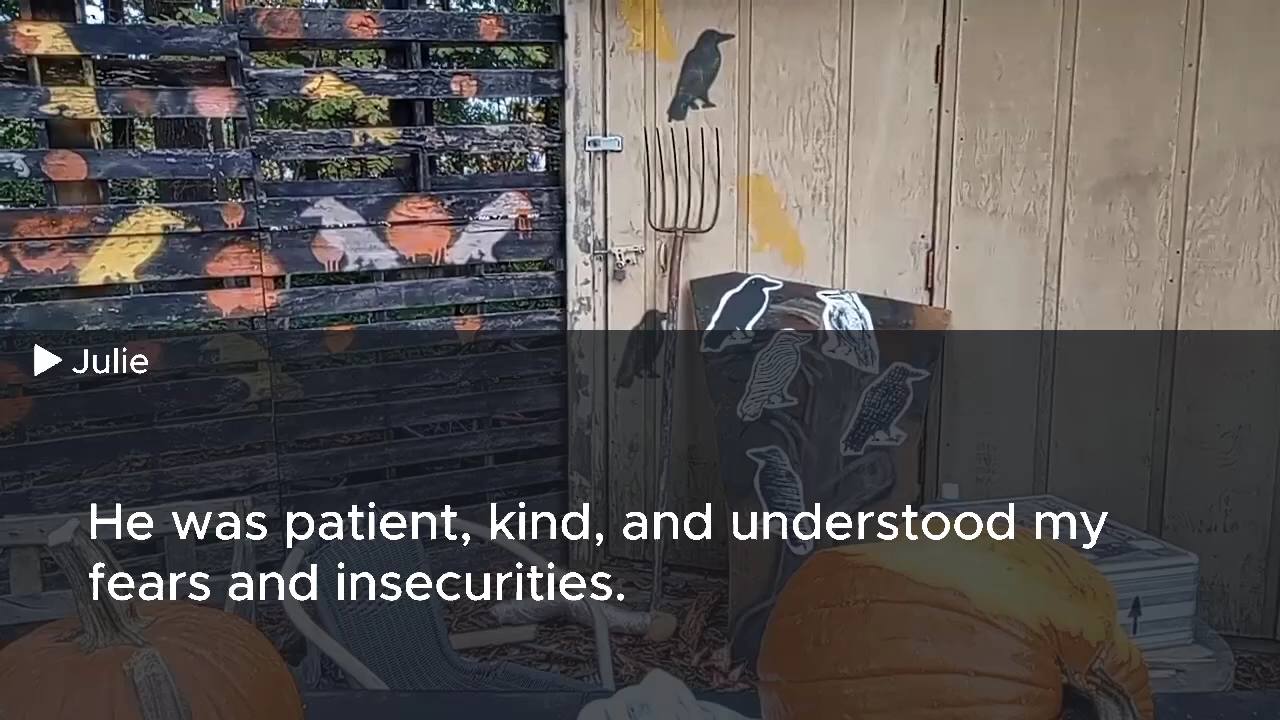 Julie
He was patient, kind, and understood my
fears and insecurities.